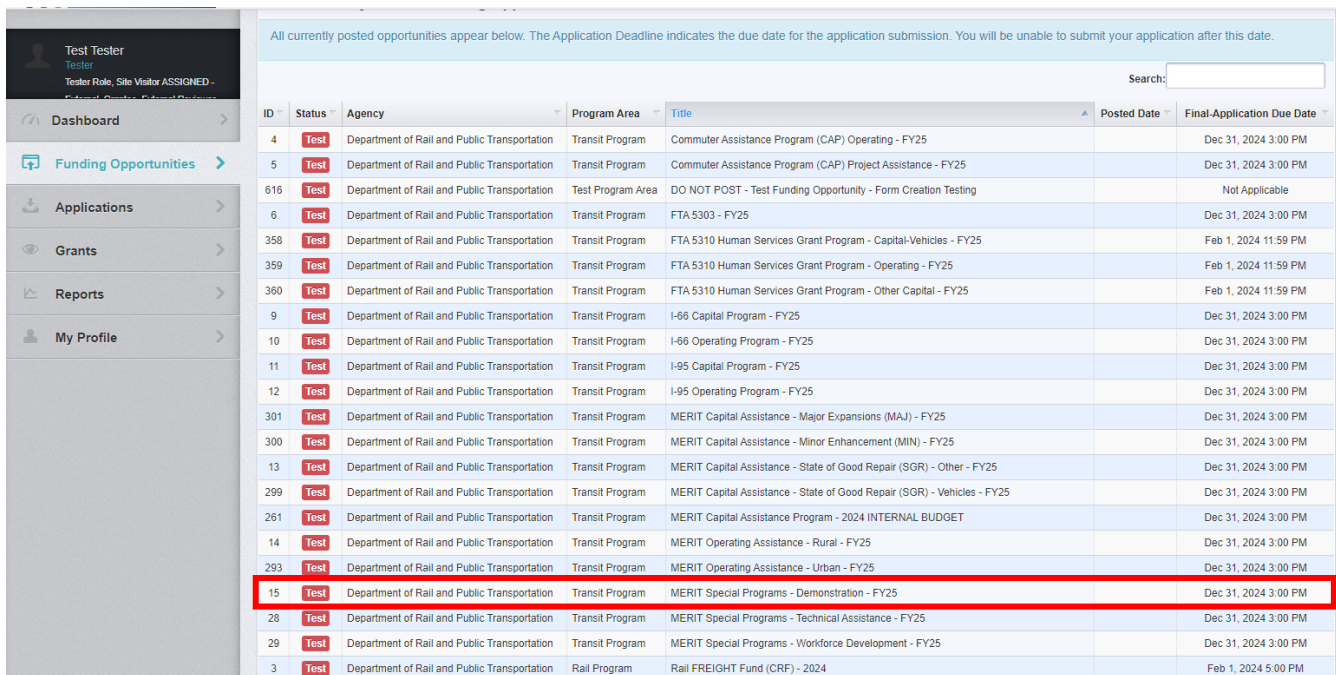 All currently posted opportunities appear below. The Application Deadline indicates the due date for the application submission. You will be unable to submit your application after this date.
Test Tester
Tester
Tester Role, Site Visitor ASSIGNED -
Dashboard
Funding Opportunities
Applications
Grants
Reports
My Profile
Search:
ID Status Agency Program Area Title Posted Date Final-Application Due Date
4 Test Department of Rail and Public Transportation Transit Program Commuter Assistance Program (CAP) Operating - FY25 Dec 31, 2024 3:00 PM
5 Test Department of Rail and Public Transportation Transit Program Commuter Assistance Program (CAP) Project Assistance - FY25 Dec 31, 2024 3:00 PM
616 Test Department of Rail and Public Transportation Test Program Area DO NOT POST - Test Funding Opportunity - Form Creation Testing Not Applicable
6 Test Department of Rail and Public Transportation Transit Program FTA 5303 - FY25 Dec 31, 2024 3:00 PM
358 Test Department of Rail and Public Transportation Transit Program FTA 5310 Human Services Grant Program - Capital-Vehicles - FY25 Feb 1, 2024 11:59 PM
359 Test Department of Rail and Public Transportation Transit Program FTA 5310 Human Services Grant Program - Operating - FY25 Feb 1, 2024 11:59 PM
360 Test Department of Rail and Public Transportation Transit Program FTA 5310 Human Services Grant Program - Other Capital - FY25 Feb 1, 2024 11:59 PM
9 Test Department of Rail and Public Transportation Transit Program I-66 Capital Program - FY25 Dec 31, 2024 3:00 PM
10 Test Department of Rail and Public Transportation Transit Program I-66 Operating Program - FY25 Dec 31, 2024 3:00 PM
11 Test Department of Rail and Public Transportation Transit Program I-95 Capital Program - FY25 Dec 31, 2024 3:00 PM
12 Test Department of Rail and Public Transportation Transit Program I-95 Operating Program - FY25 Dec 31, 2024 3:00 PM
301 Test Department of Rail and Public Transportation Transit Program MERIT Capital Assistance - Major Expansions (MAJ) - FY25 Dec 31, 2024 3:00 PM
300 Test Department of Rail and Public Transportation Transit Program MERIT Capital Assistance - Minor Enhancement (MIN) - FY25 Dec 31, 2024 3:00 PM
13 Test Department of Rail and Public Transportation Transit Program MERIT Capital Assistance - State of Good Repair (SGR) - Other - FY25 Dec 31, 2024 3:00 PM
299 Test Department of Rail and Public Transportation Transit Program MERIT Capital Assistance - State of Good Repair (SGR) - Vehicles - FY25 Dec 31, 2024 3:00 PM
261 Test Department of Rail and Public Transportation Transit Program MERIT Capital Assistance Program - 2024 INTERNAL BUDGET Dec 31, 2024 3:00 PM
14 Test Department of Rail and Public Transportation Transit Program MERIT Operating Assistance - Rural - FY25 Dec 31, 2024 3:00 PM
293 Test Department of Rail and Public Transportation Transit Program MERIT Operating Assistance - Urban - FY25 Dec 31, 2024 3:00 PM
15 Test Department of Rail and Public Transportation Transit Program MERIT Special Programs - Demonstration - FY25 Dec 31, 2024 3:00 PM
28 Test Department of Rail and Public Transportation Transit Program MERIT Special Programs - Technical Assistance - FY25 Dec 31, 2024 3:00 PM
29 Test Department of Rail and Public Transportation Transit Program MERIT Special Programs - Workforce Development - FY25 Dec 31, 2024 3:00 PM
3 Test Department of Rail and Public Transportation Rail Program Rail FREIGHT Fund (CRF) - 2024 Feb 1, 2024 5:00 PM